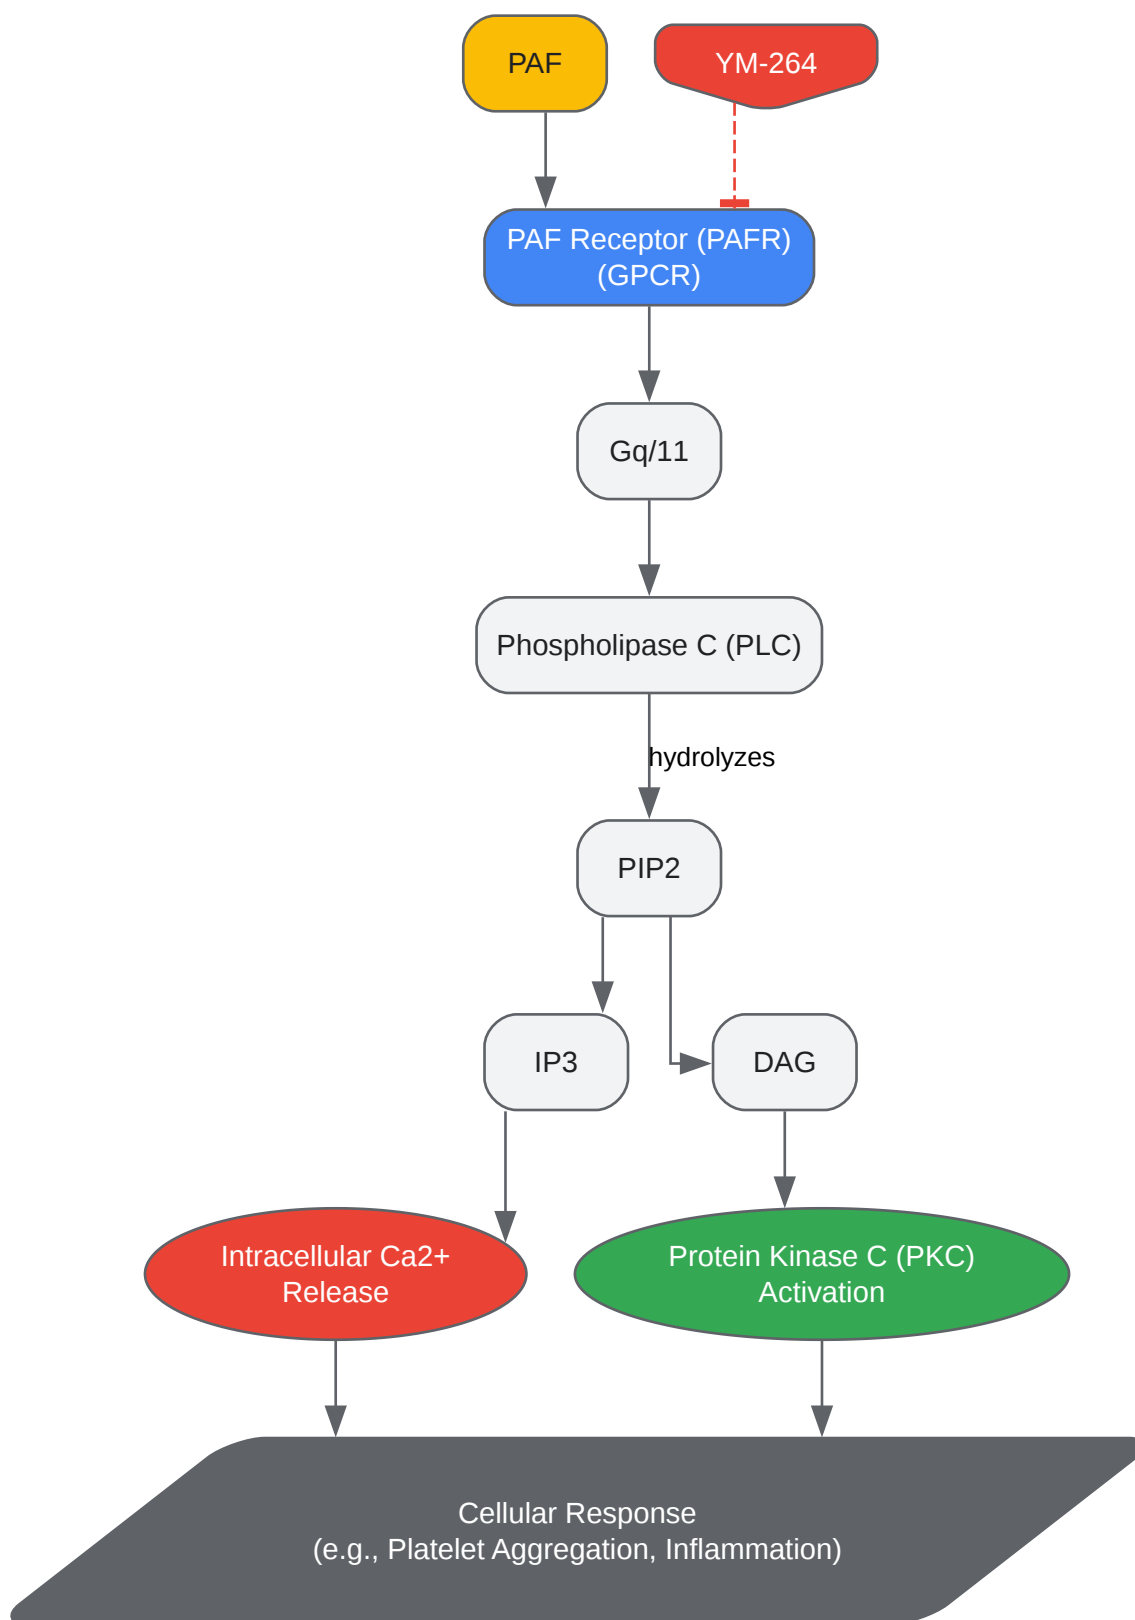 PAF
YM-264
PAF Receptor (PAFR)
(GPCR)
Gq/11
Phospholipase C (PLC)
hydrolyzes
PIP2
IP3
DAG
Intracellular Ca2+
Release
Protein Kinase C (PKC)
Activation
Cellular Response
(e.g., Platelet Aggregation, Inflammation)